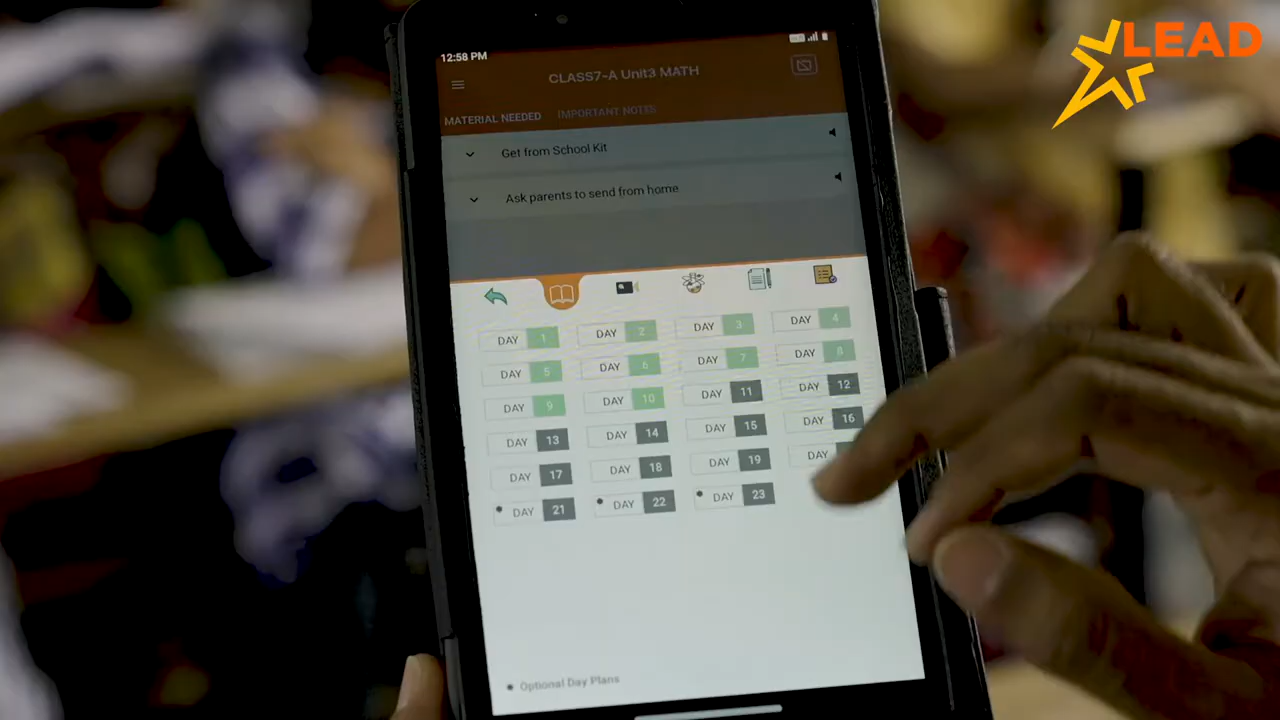 LEAD
12:58 PM
CLASS7-A Unit3 MATH
MATERIAL NEEDED IMPORTANT NOTES
Get from School Kit
Ask parents to send from home
DAY 1 DAY 2 DAY 3 DAY 4
DAY 5 DAY 6 DAY 7 DAY 8
DAY 9 DAY 10 DAY 11 DAY 12
DAY 13 DAY 14 DAY 15 DAY 16
DAY 17 DAY 18 DAY 19 DAY
DAY 21 DAY 22 DAY 23
Optional Day Plans